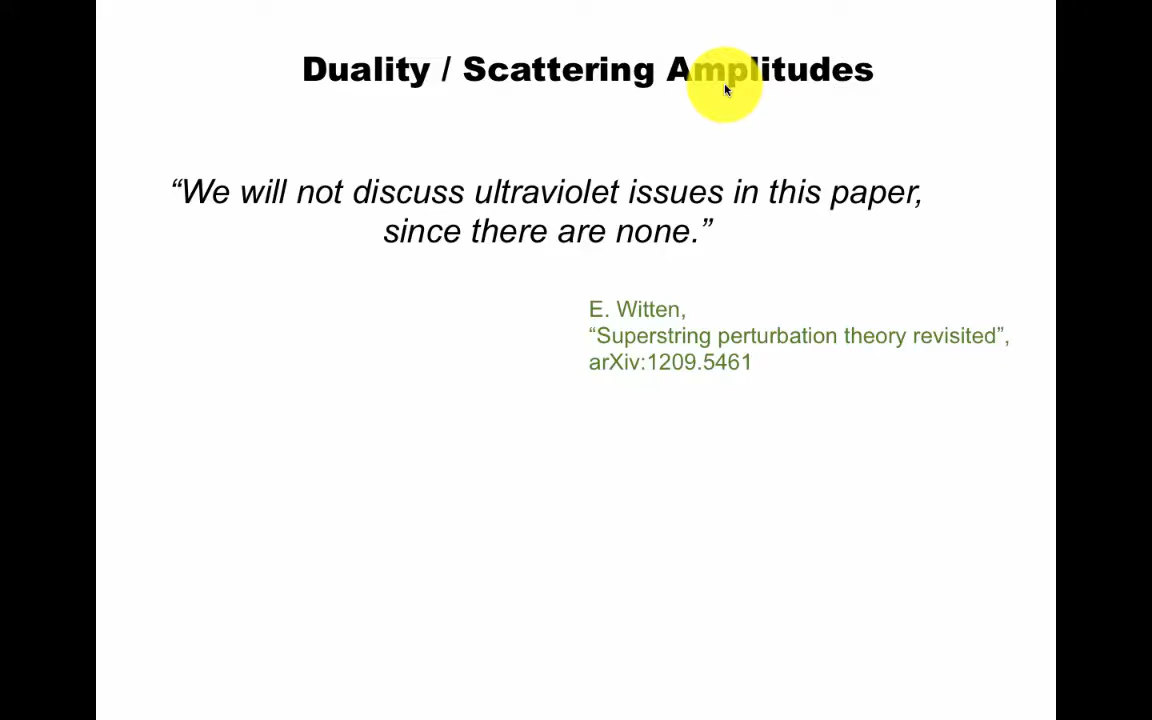 Duality / Scattering Amplitudes
“We will not discuss ultraviolet issues in this paper,
since there are none.”
E. Witten,
“Superstring perturbation theory revisited”,
arXiv:1209.5461